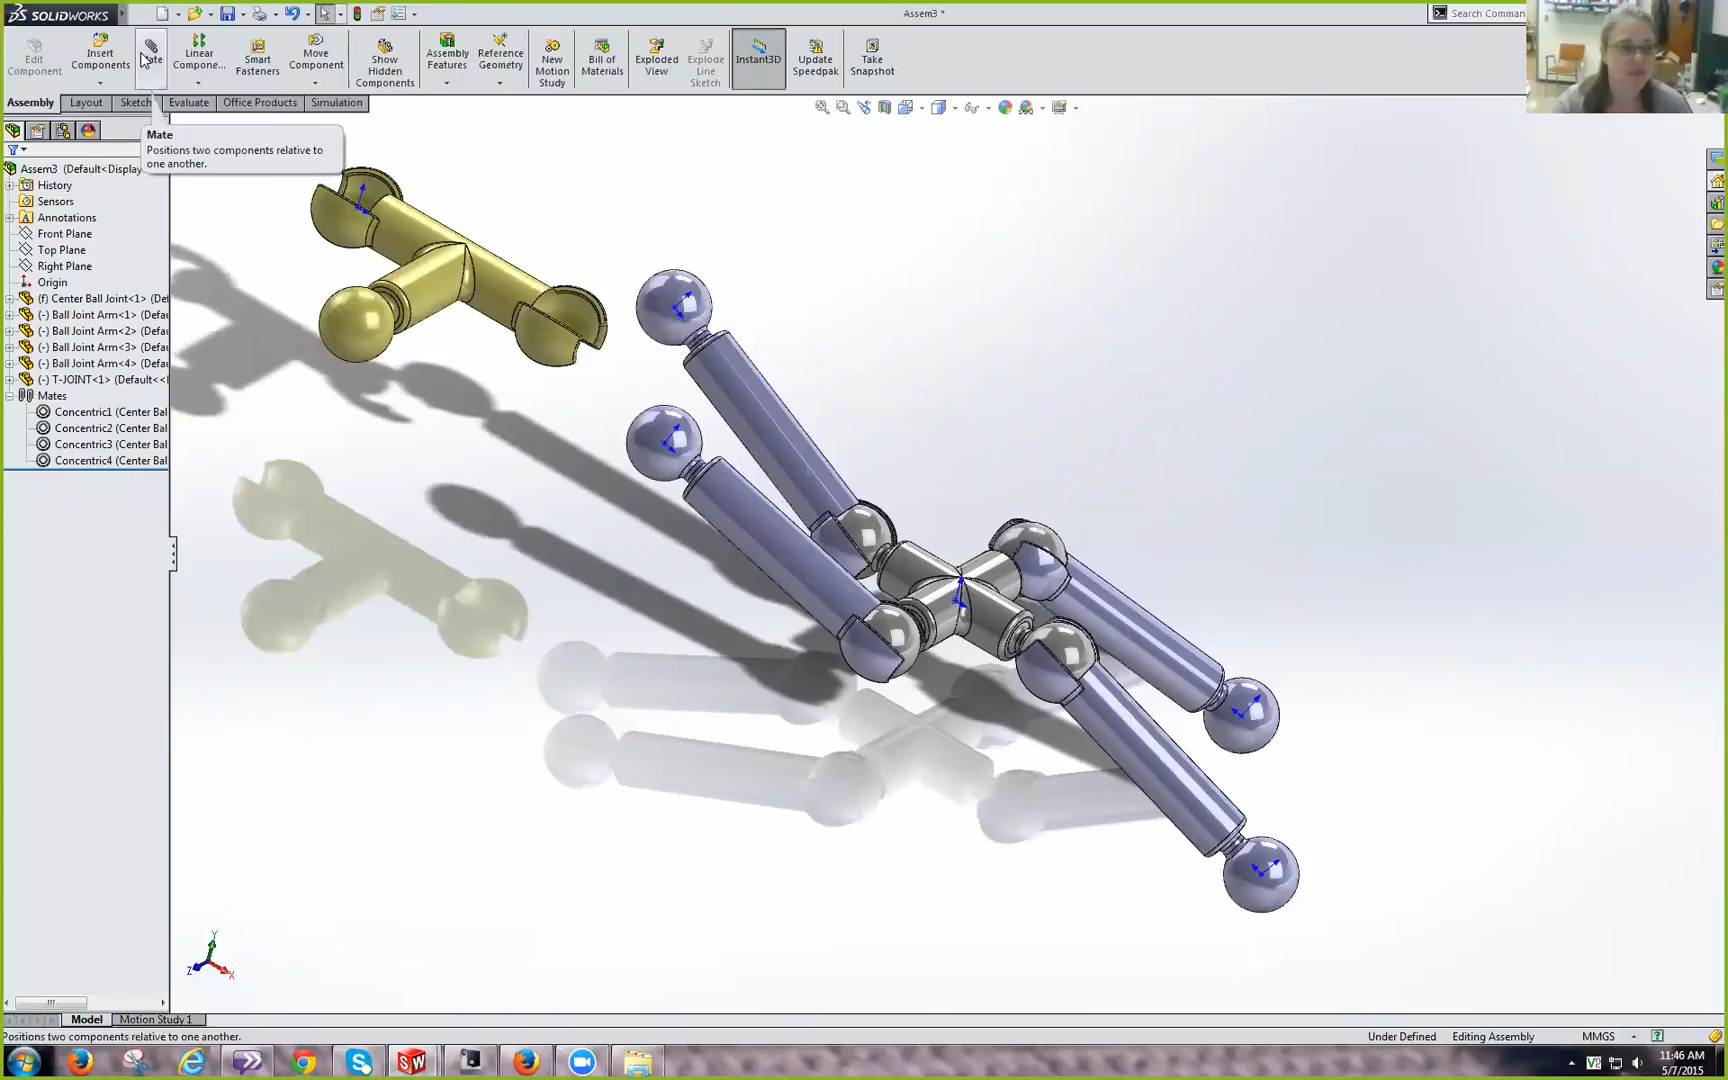 SOLIDWORKS
Assem3 *
Search Comman
Edit
Component
Insert
Components
Mate
Linear
Compone...
Smart
Fasteners
Move
Component
Show
Hidden
Components
Assembly
Features
Reference
Geometry
New
Motion
Study
Bill of
Materials
Exploded
View
Explode
Line
Sketch
Instant3D
Update
Speedpak
Take
Snapshot
Assembly
Layout
Sketch
Evaluate
Office Products
Simulation
Mate
Positions two components relative to
one another.
Assem3 (Default<Display
History
Sensors
Annotations
Front Plane
Top Plane
Right Plane
Origin
(f) Center Ball Joint<1> (Def
(-) Ball Joint Arm<1> (Defau
(-) Ball Joint Arm<2> (Defau
(-) Ball Joint Arm<3> (Defau
(-) Ball Joint Arm<4> (Defau
(-) T-JOINT<1> (Default<<I
Mates
Concentric1 (Center Bal
Concentric2 (Center Bal
Concentric3 (Center Bal
Concentric4 (Center Bal
Y
Z
X
Model
Motion Study 1
Positions two components relative to one another.
Under Defined
Editing Assembly
MMGS
11:46 AM
5/7/2015